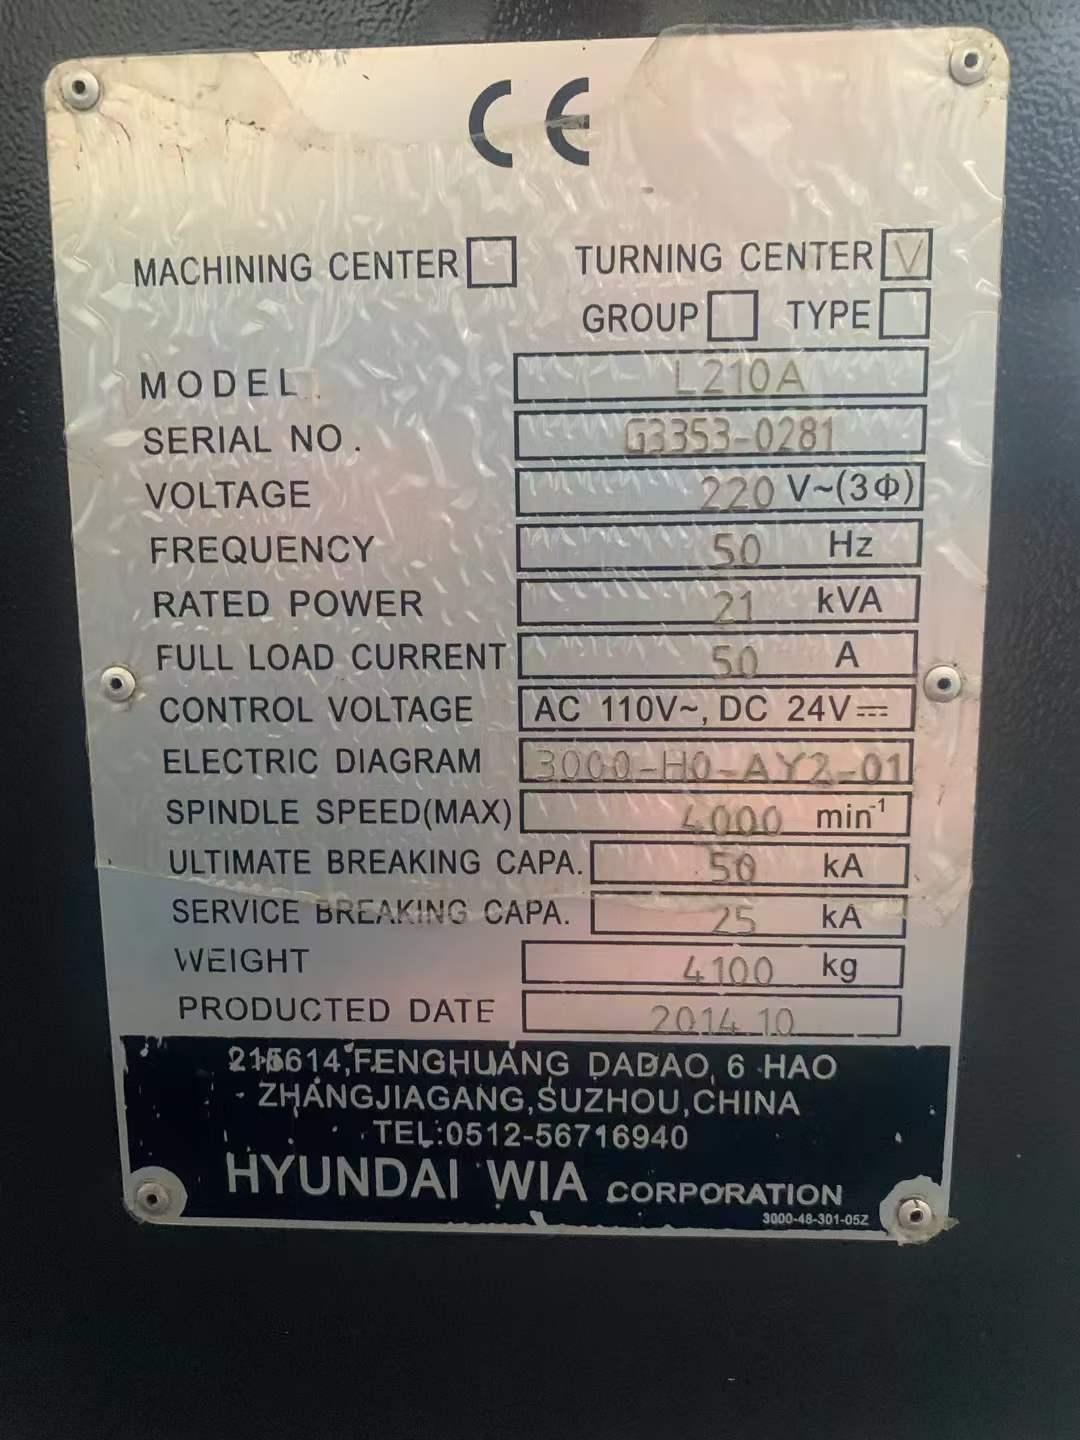 CE
MACHINING CENTER TURNING CENTER V
GROUP TYPE
MODEL L210A
SERIAL NO. G3353-0281
VOLTAGE 220 V~(3Φ)
FREQUENCY 50 Hz
RATED POWER 21 kVA
FULL LOAD CURRENT 50 A
CONTROL VOLTAGE AC 110V~, DC 24V⎓
ELECTRIC DIAGRAM 3000-H0-AY2-01
SPINDLE SPEED(MAX) 4000 min⁻¹
ULTIMATE BREAKING CAPA. 50 kA
SERVICE BREAKING CAPA. 25 kA
WEIGHT 4100 kg
PRODUCTED DATE 2014.10
FENGHUANG DADAO, 6 HAO
ZHANGJIAGANG,SUZHOU,CHINA
TEL:0512-56716940
HYUNDAI WIA CORPORATION
3000-48-301-05Z